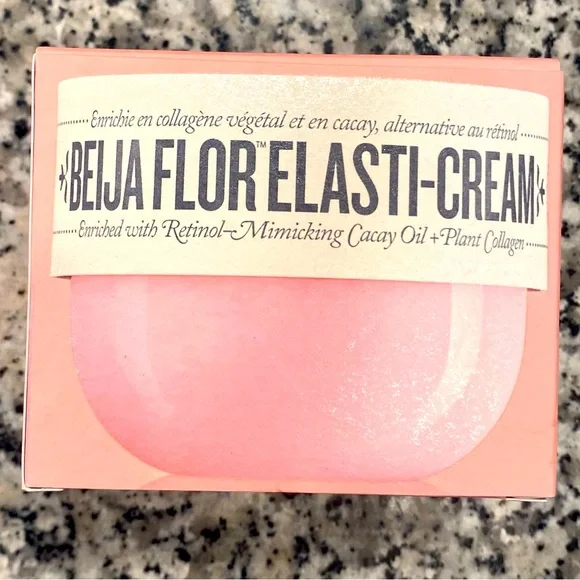 Enrichie en collagène végétal et en cacay, alternative au rétinol
BEIJA FLOR™ ELASTI-CREAM
Enriched with Retinol-Mimicking Cacay Oil + Plant Collagen